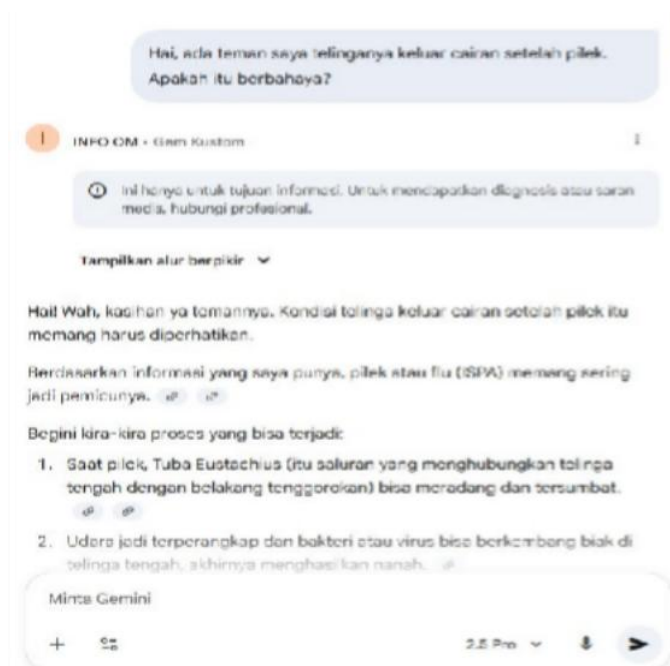 Hai, ada teman saya telinganya keluar cairan setelah pilek.
Apakah itu berbahaya?
I
INFO OM • Gem Kustom
Ini hanya untuk tujuan informasi. Untuk mendapatkan diagnosis atau saran
medis, hubungi profesional.
Tampilkan alur berpikir
Hai! Wah, kasihan ya temannya. Kondisi telinga keluar cairan setelah pilek itu
memang harus diperhatikan.
Berdasarkan informasi yang saya punya, pilek atau flu (ISPA) memang sering
jadi pemicunya.
Begini kira-kira proses yang bisa terjadi:
1. Saat pilek, Tuba Eustachius (itu saluran yang menghubungkan telinga
tengah dengan belakang tenggorokan) bisa meradang dan tersumbat.
2. Udara jadi terperangkap dan bakteri atau virus bisa berkembang biak di
telinga tengah, akhirnya menghasilkan nanah.
Minta Gemini
2.5 Pro